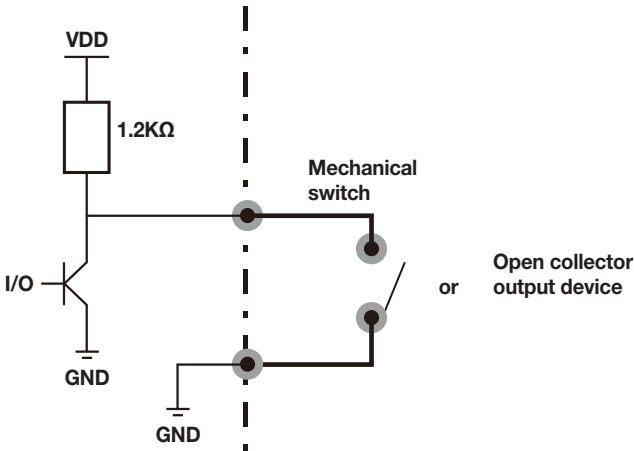 VDD
1.2KΩ
Mechanical
switch
I/O
or
Open collector
output device
GND
GND